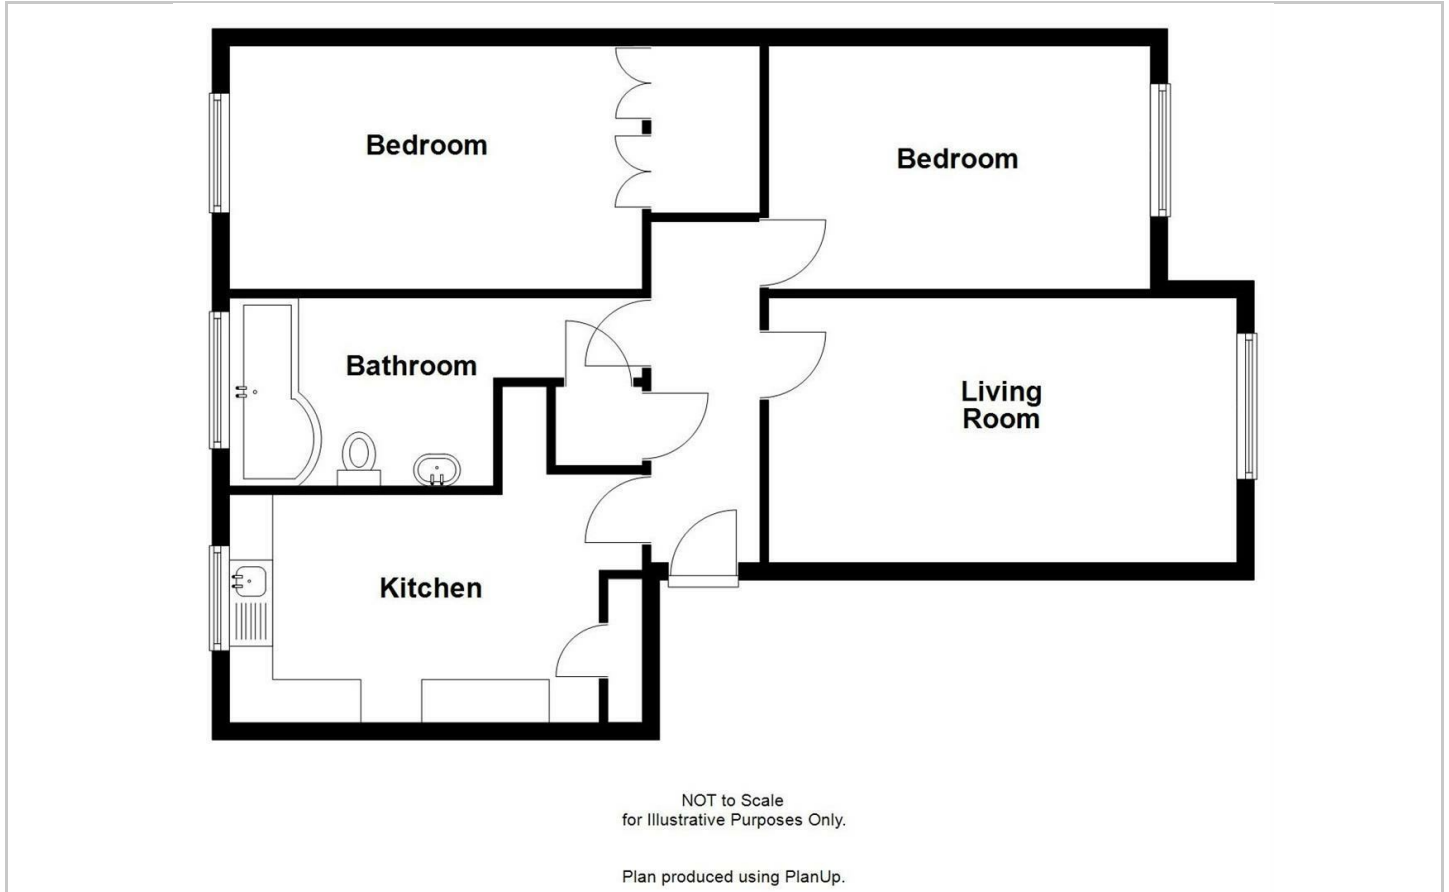 Bedroom
Bedroom
Bathroom
Living
Room
Kitchen
NOT to Scale
for Illustrative Purposes Only.
Plan produced using PlanUp.